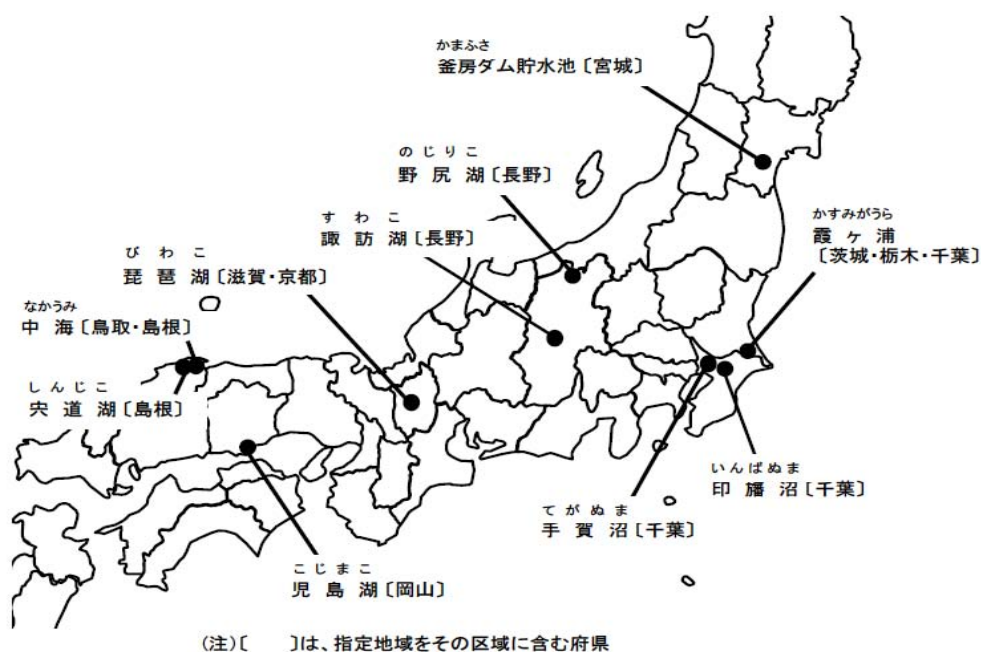 かまふさ
釜房ダム貯水池〔宮城〕
のじりこ
野尻湖〔長野〕
すわこ
諏訪湖〔長野〕
かすみがうら
霞ヶ浦
〔茨城・栃木・千葉〕
びわこ
琵琶湖〔滋賀・京都〕
なかうみ
中海〔鳥取・島根〕
しんじこ
宍道湖〔島根〕
いんばぬま
印旛沼〔千葉〕
てがぬま
手賀沼〔千葉〕
こじまこ
児島湖〔岡山〕
(注)〔　　〕は、指定地域をその区域に含む府県